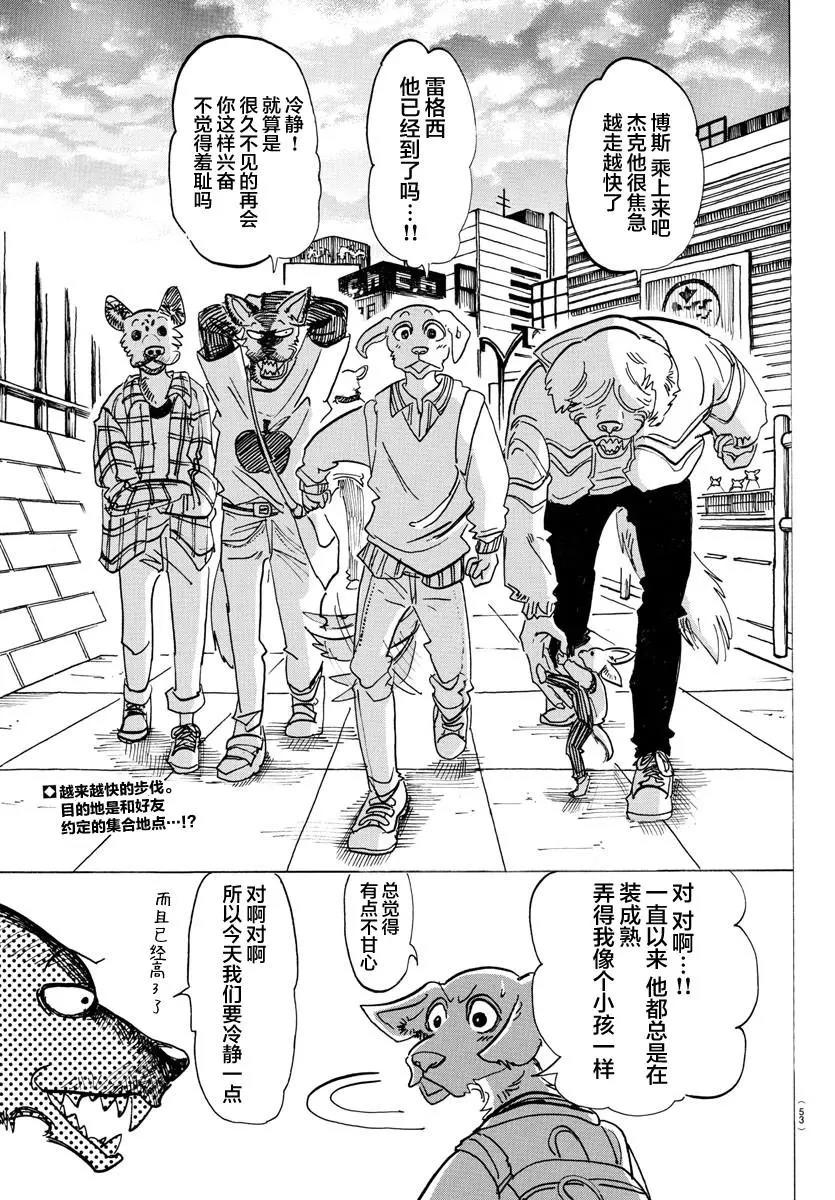 博斯 乘上来吧
杰克他很焦急
越走越快了
雷格西
他已经到了吗…!!
冷静！
就算是
很久不见的再会
你这样兴奋
不觉得羞耻吗
越来越快的步伐。
目的地是和好友
约定的集合地点…!?
对 对啊…!!
一直以来 他都总是在
装成熟
弄得我像个小孩一样
总觉得
有点不甘心
对啊对啊
所以今天我们要冷静一点
而且已经高3了
(53)